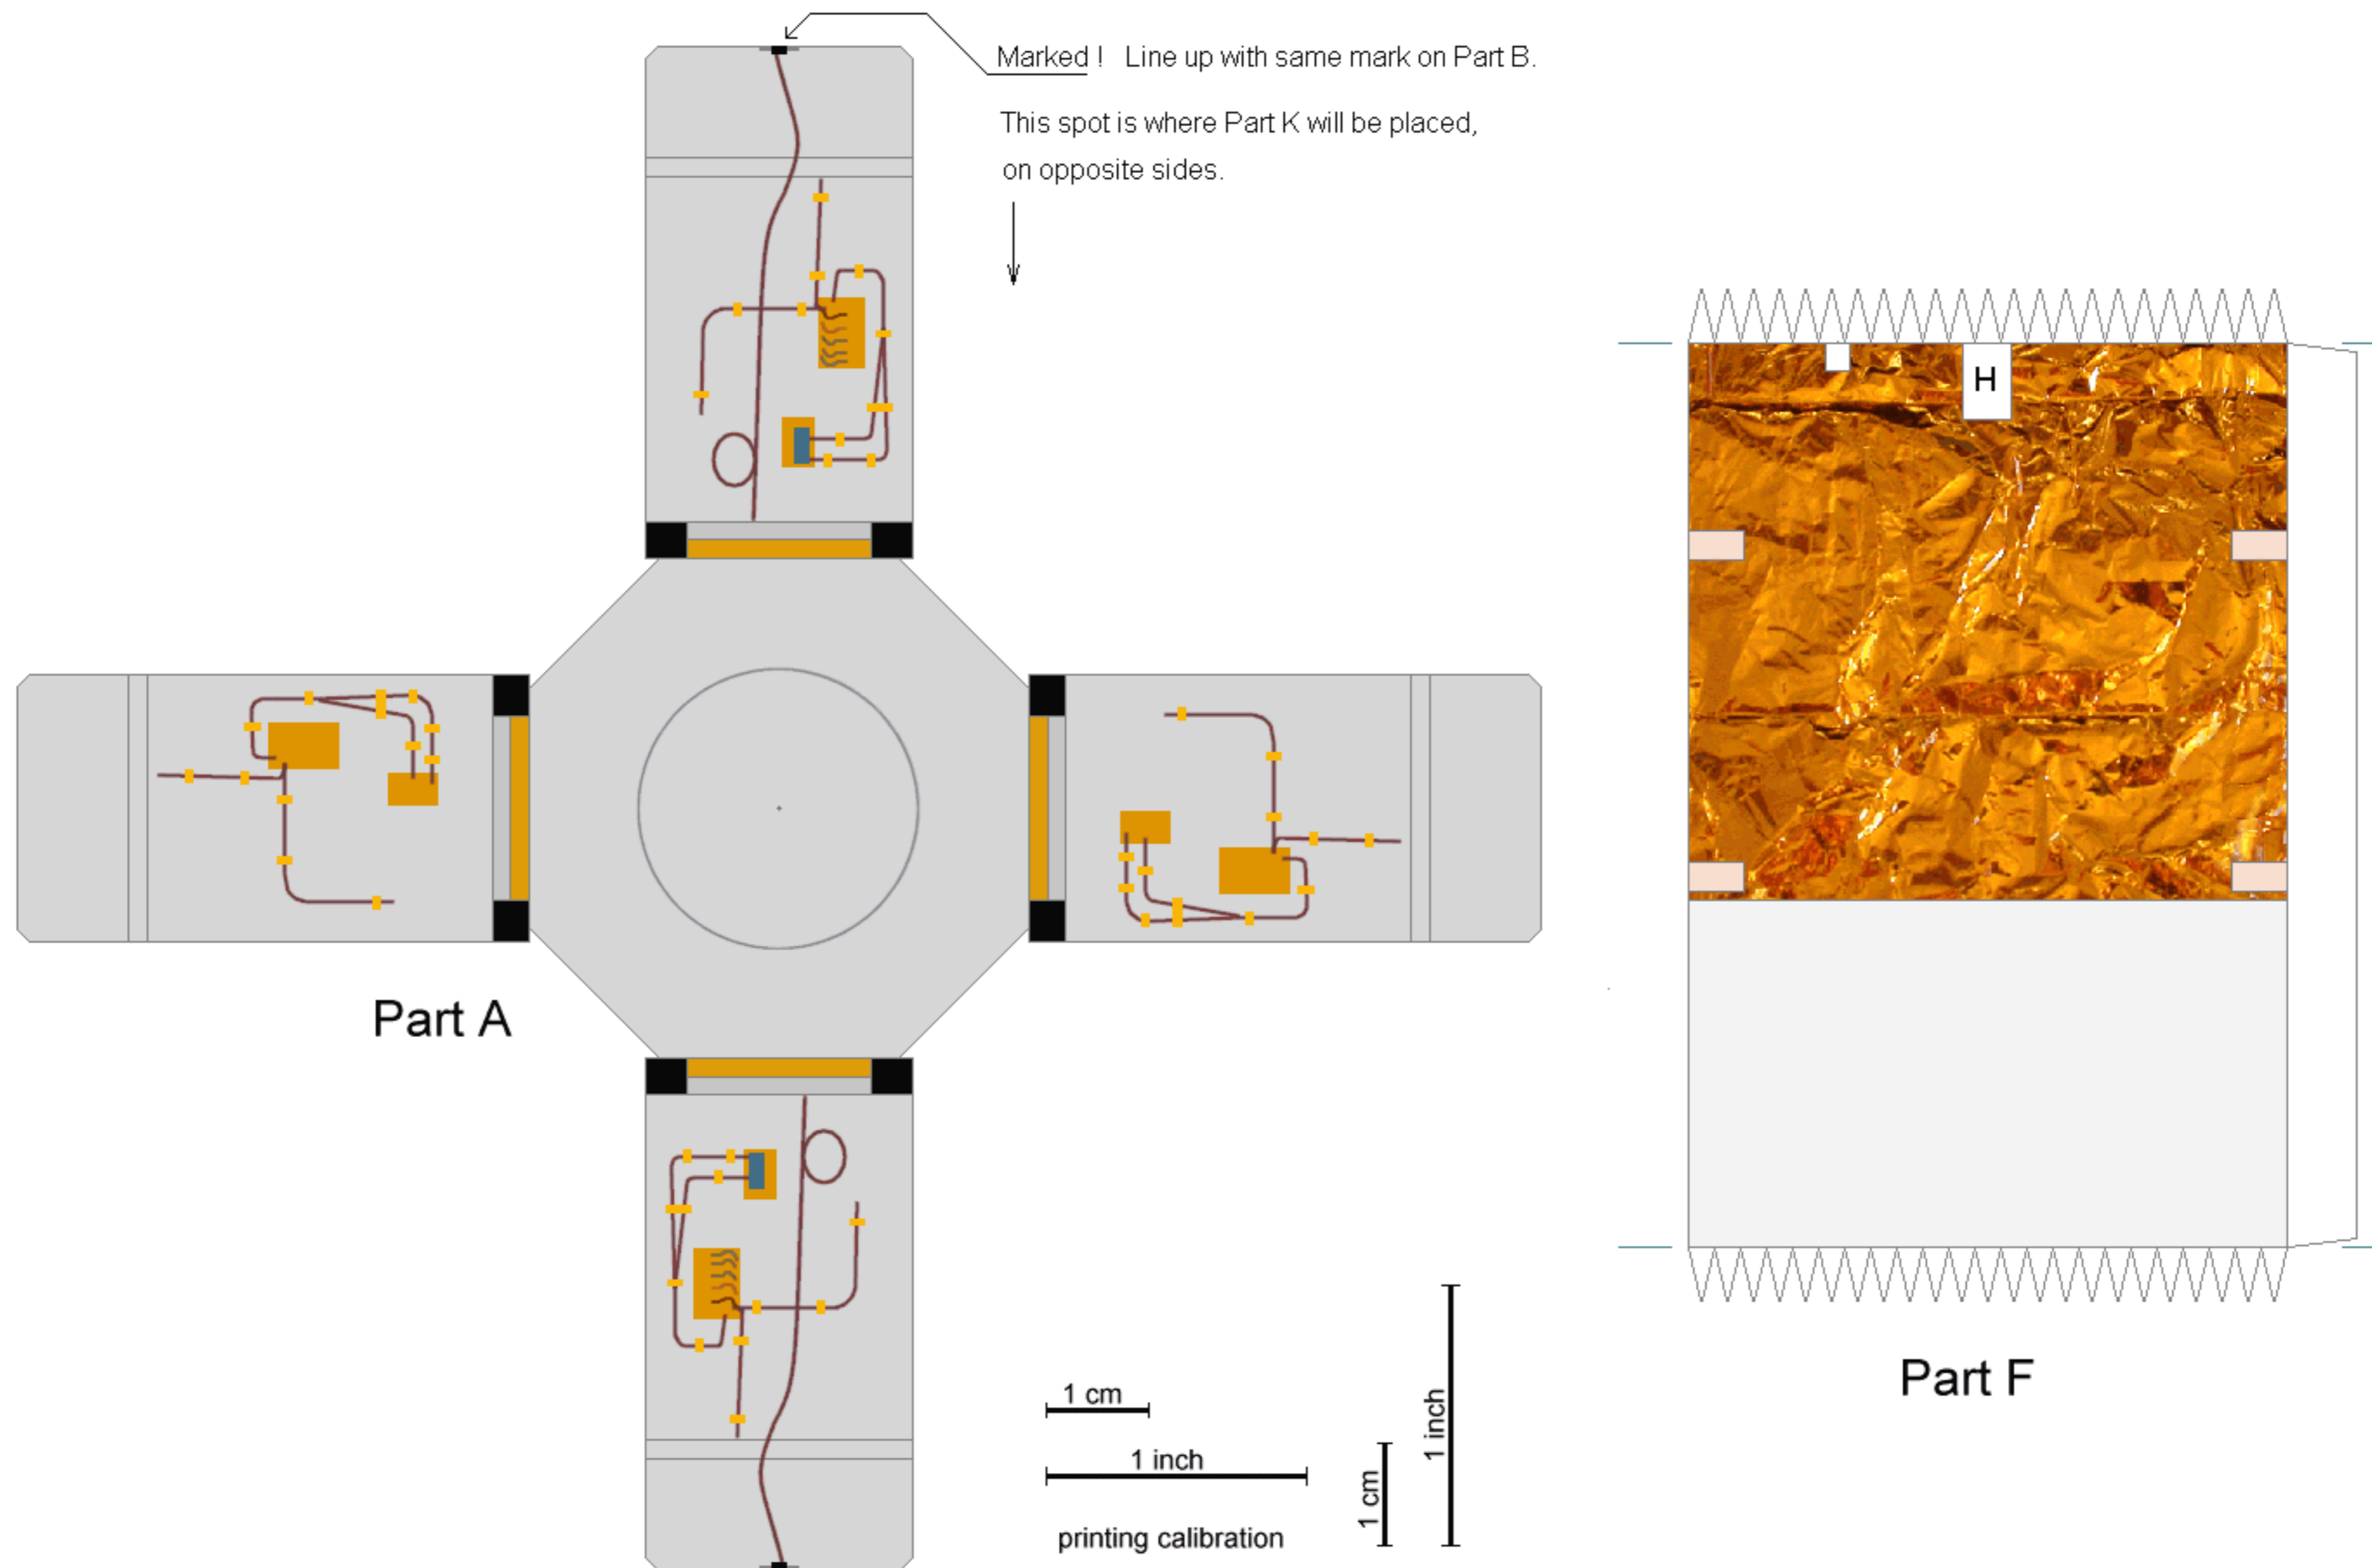 Marked !   Line up with same mark on Part B.
This spot is where Part K will be placed,
on opposite sides.
H
Part A
Part F
1 cm
1 inch
1 cm
1 inch
printing calibration